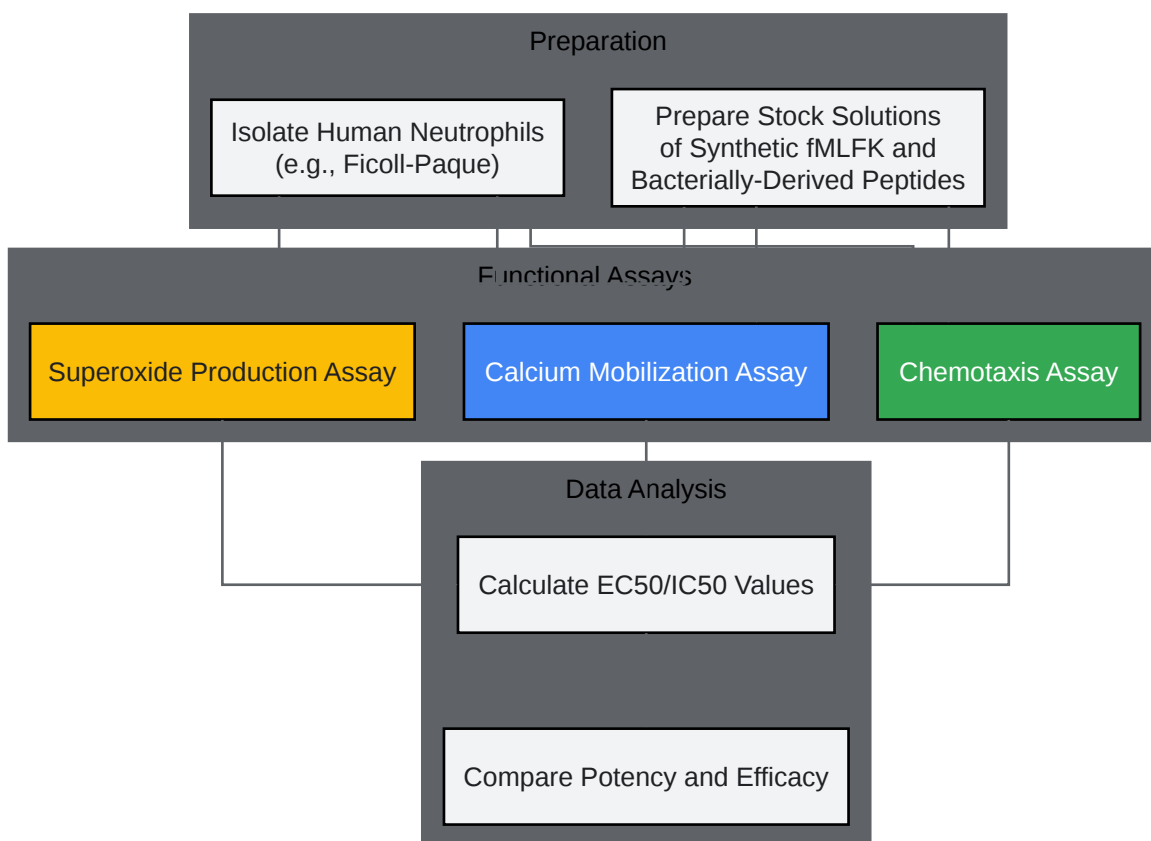 Preparation
Isolate Human Neutrophils
(e.g., Ficoll-Paque)
Prepare Stock Solutions
of Synthetic fMLFK and
Bacterially-Derived Peptides
Functional Assays
Superoxide Production Assay
Calcium Mobilization Assay
Chemotaxis Assay
Data Analysis
Calculate EC50/IC50 Values
Compare Potency and Efficacy